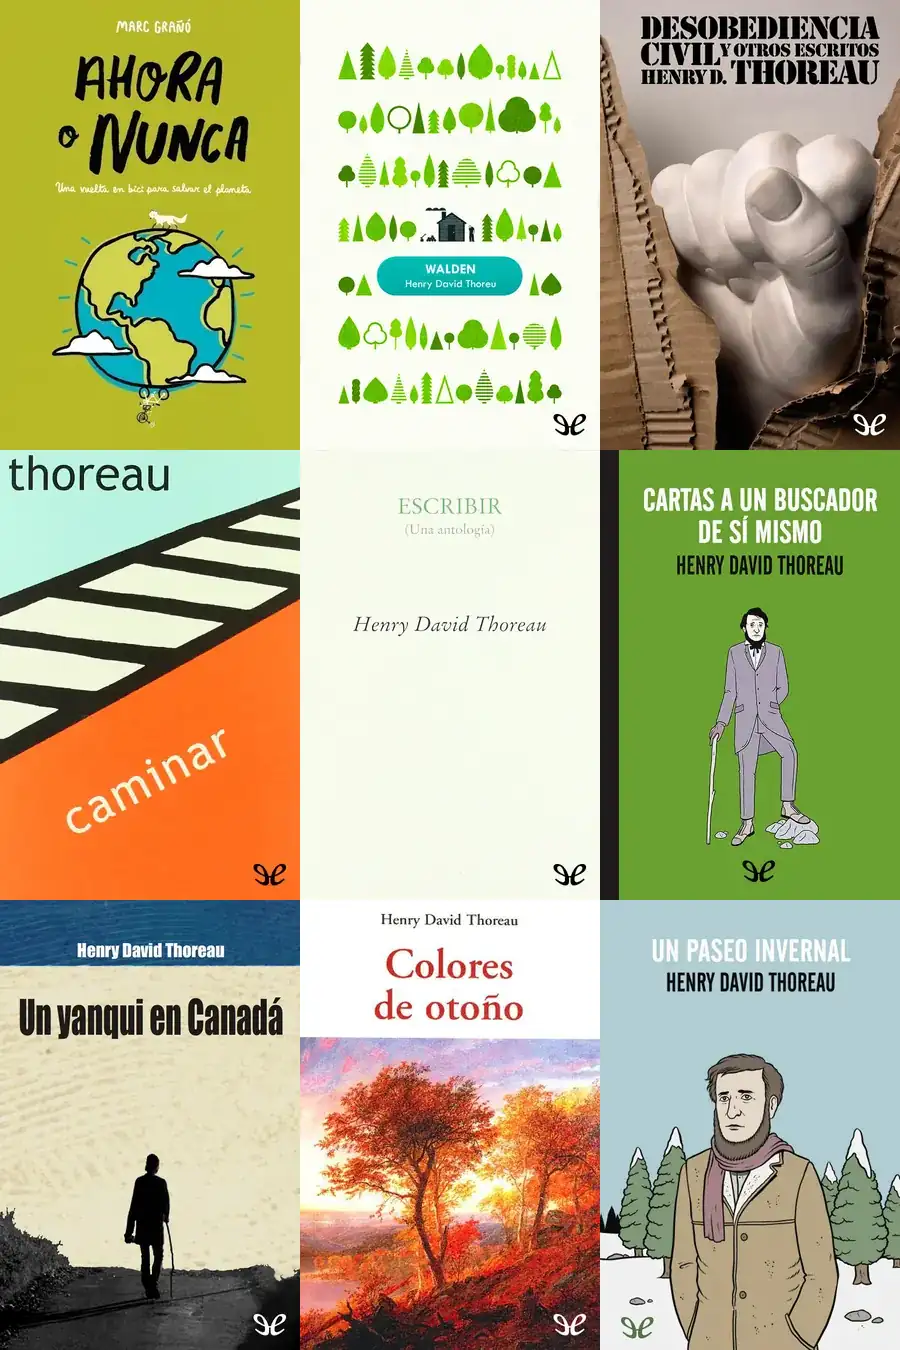 MARC GRAÑÓ
AHORA
o NUNCA
Una vuelta en bici para salvar el planeta
WALDEN
Henry David Thoreu
DESOBEDIENCIA
CIVIL Y OTROS ESCRITOS
HENRY D. THOREAU
thoreau
caminar
ESCRIBIR
(Una antología)
Henry David Thoreau
CARTAS A UN BUSCADOR
DE SÍ MISMO
HENRY DAVID THOREAU
Henry David Thoreau
Un yanqui en Canadá
Henry David Thoreau
Colores
de otoño
UN PASEO INVERNAL
HENRY DAVID THOREAU